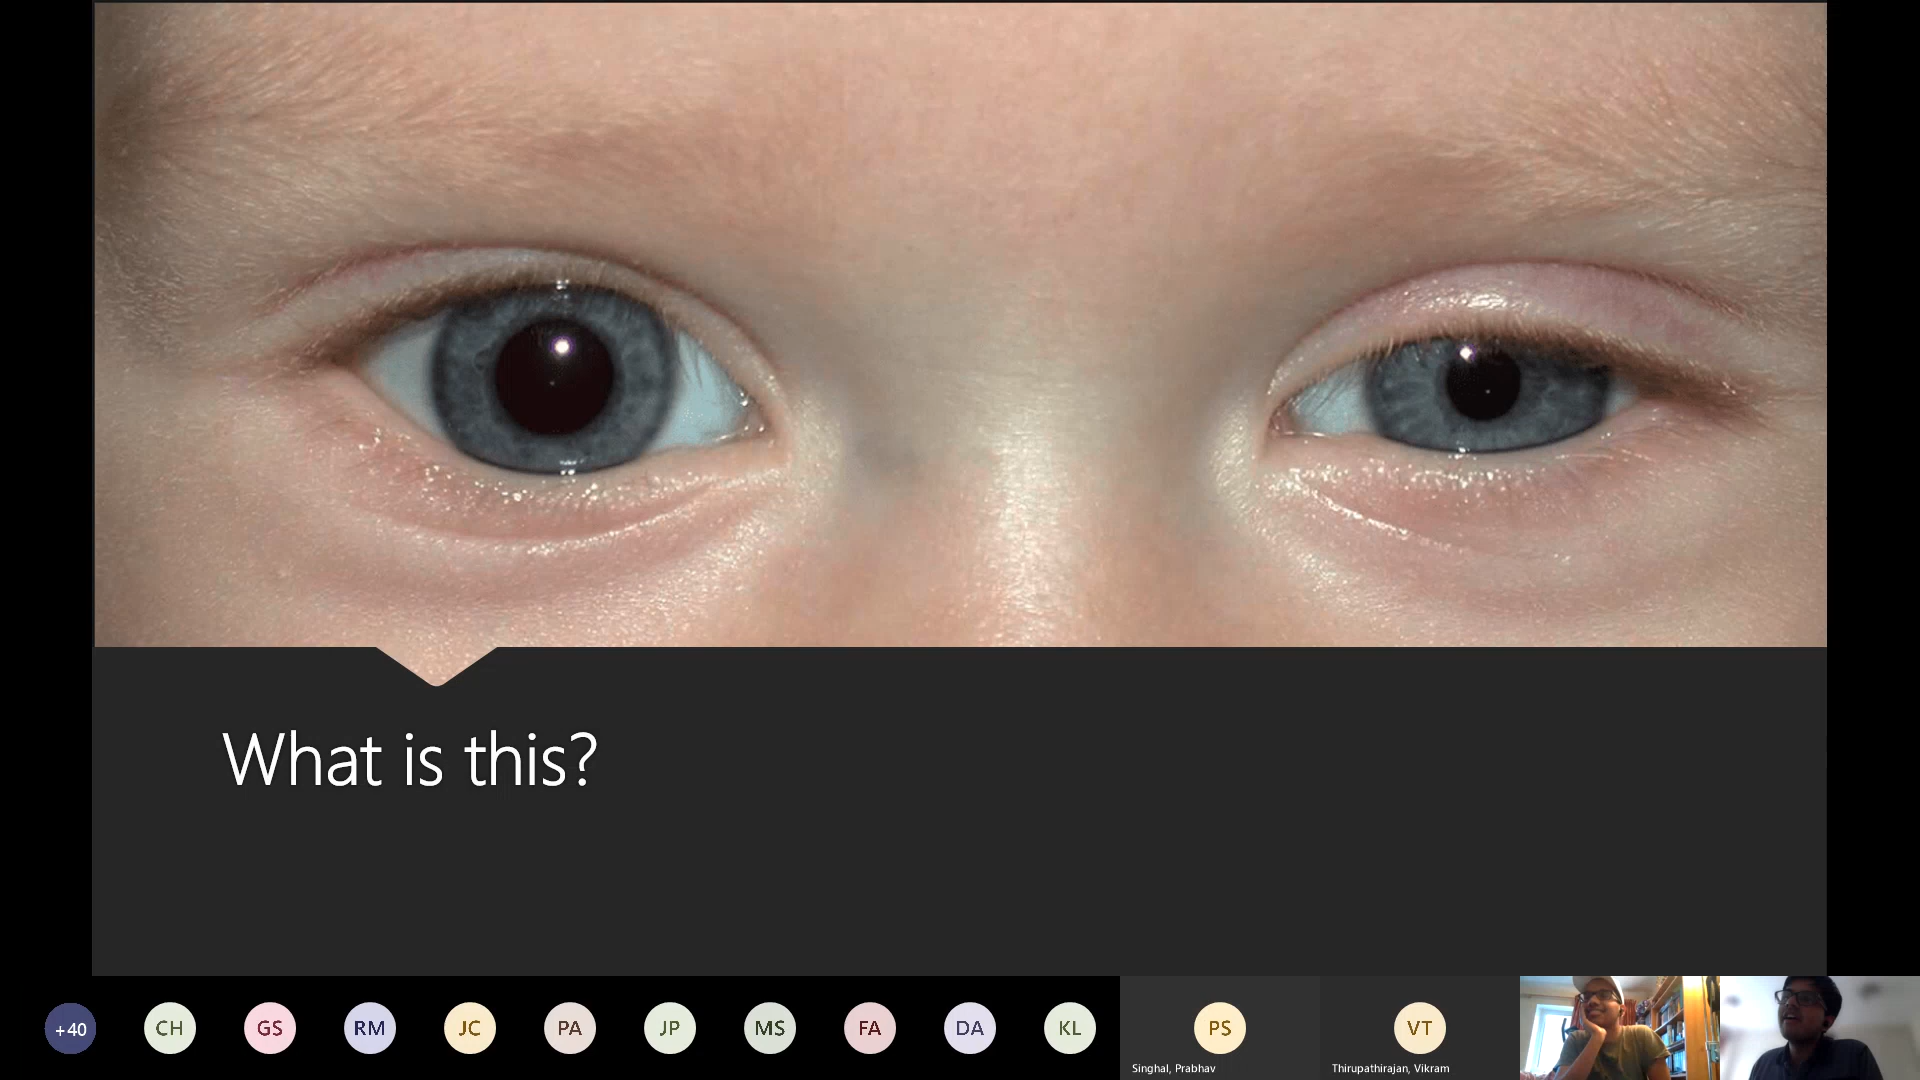 What is this?
+40
CH
GS
RM
JC
PA
JP
MS
FA
DA
KL
PS
VT
Singhal, Prabhav
Thirupathirajan, Vikram